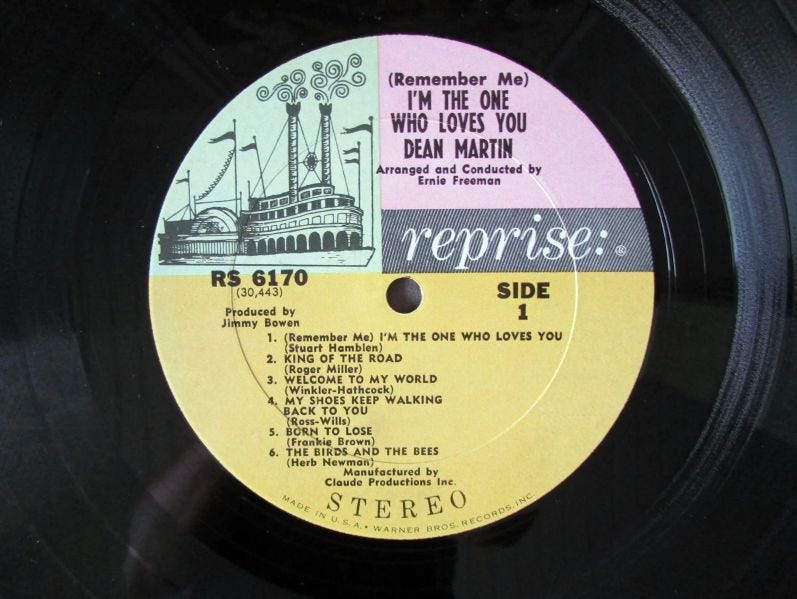 (Remember Me)
I'M THE ONE
WHO LOVES YOU
DEAN MARTIN
Arranged and Conducted by
Ernie Freeman
reprise: ®
RS 6170
(30,443)
SIDE
1
Produced by
Jimmy Bowen
1. (Remember Me) I'M THE ONE WHO LOVES YOU
(Stuart Hamblen)
2. KING OF THE ROAD
(Roger Miller)
3. WELCOME TO MY WORLD
(Winkler-Hathcock)
4. MY SHOES KEEP WALKING
BACK TO YOU
(Ross-Wills)
5. BORN TO LOSE
(Frankie Brown)
6. THE BIRDS AND THE BEES
(Herb Newman)
Manufactured by
Claude Productions Inc.
STEREO
MADE IN U.S.A. • WARNER BROS. RECORDS, INC.